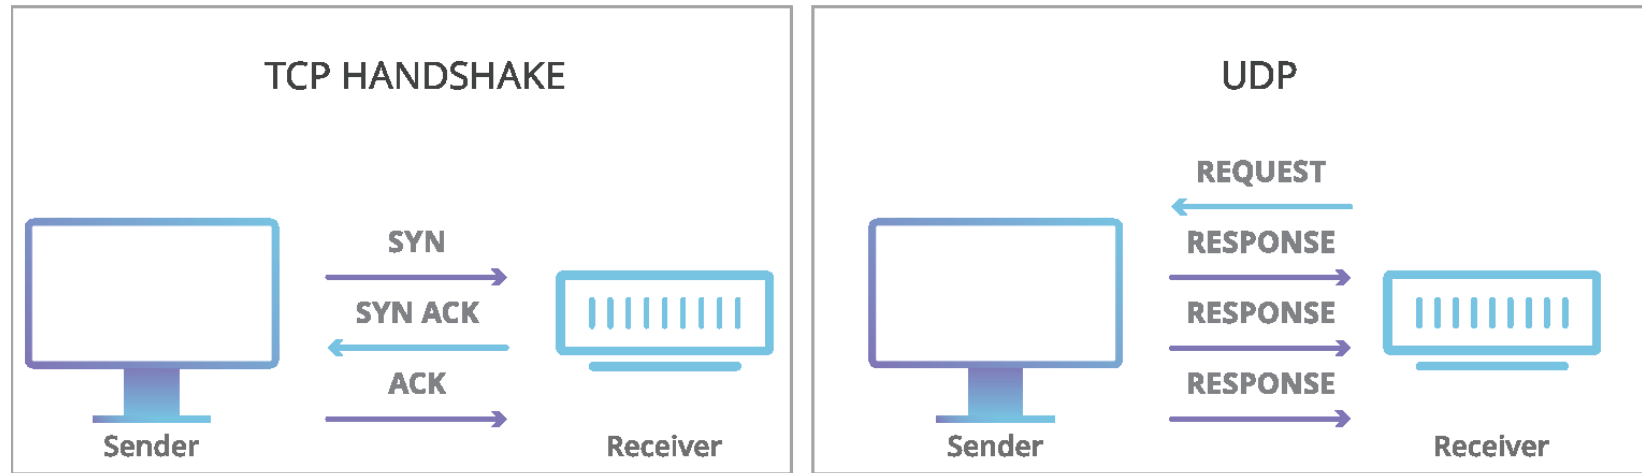 TCP HANDSHAKE
SYN
SYN ACK
ACK
Sender
Receiver
UDP
REQUEST
RESPONSE
RESPONSE
RESPONSE
Sender
Receiver